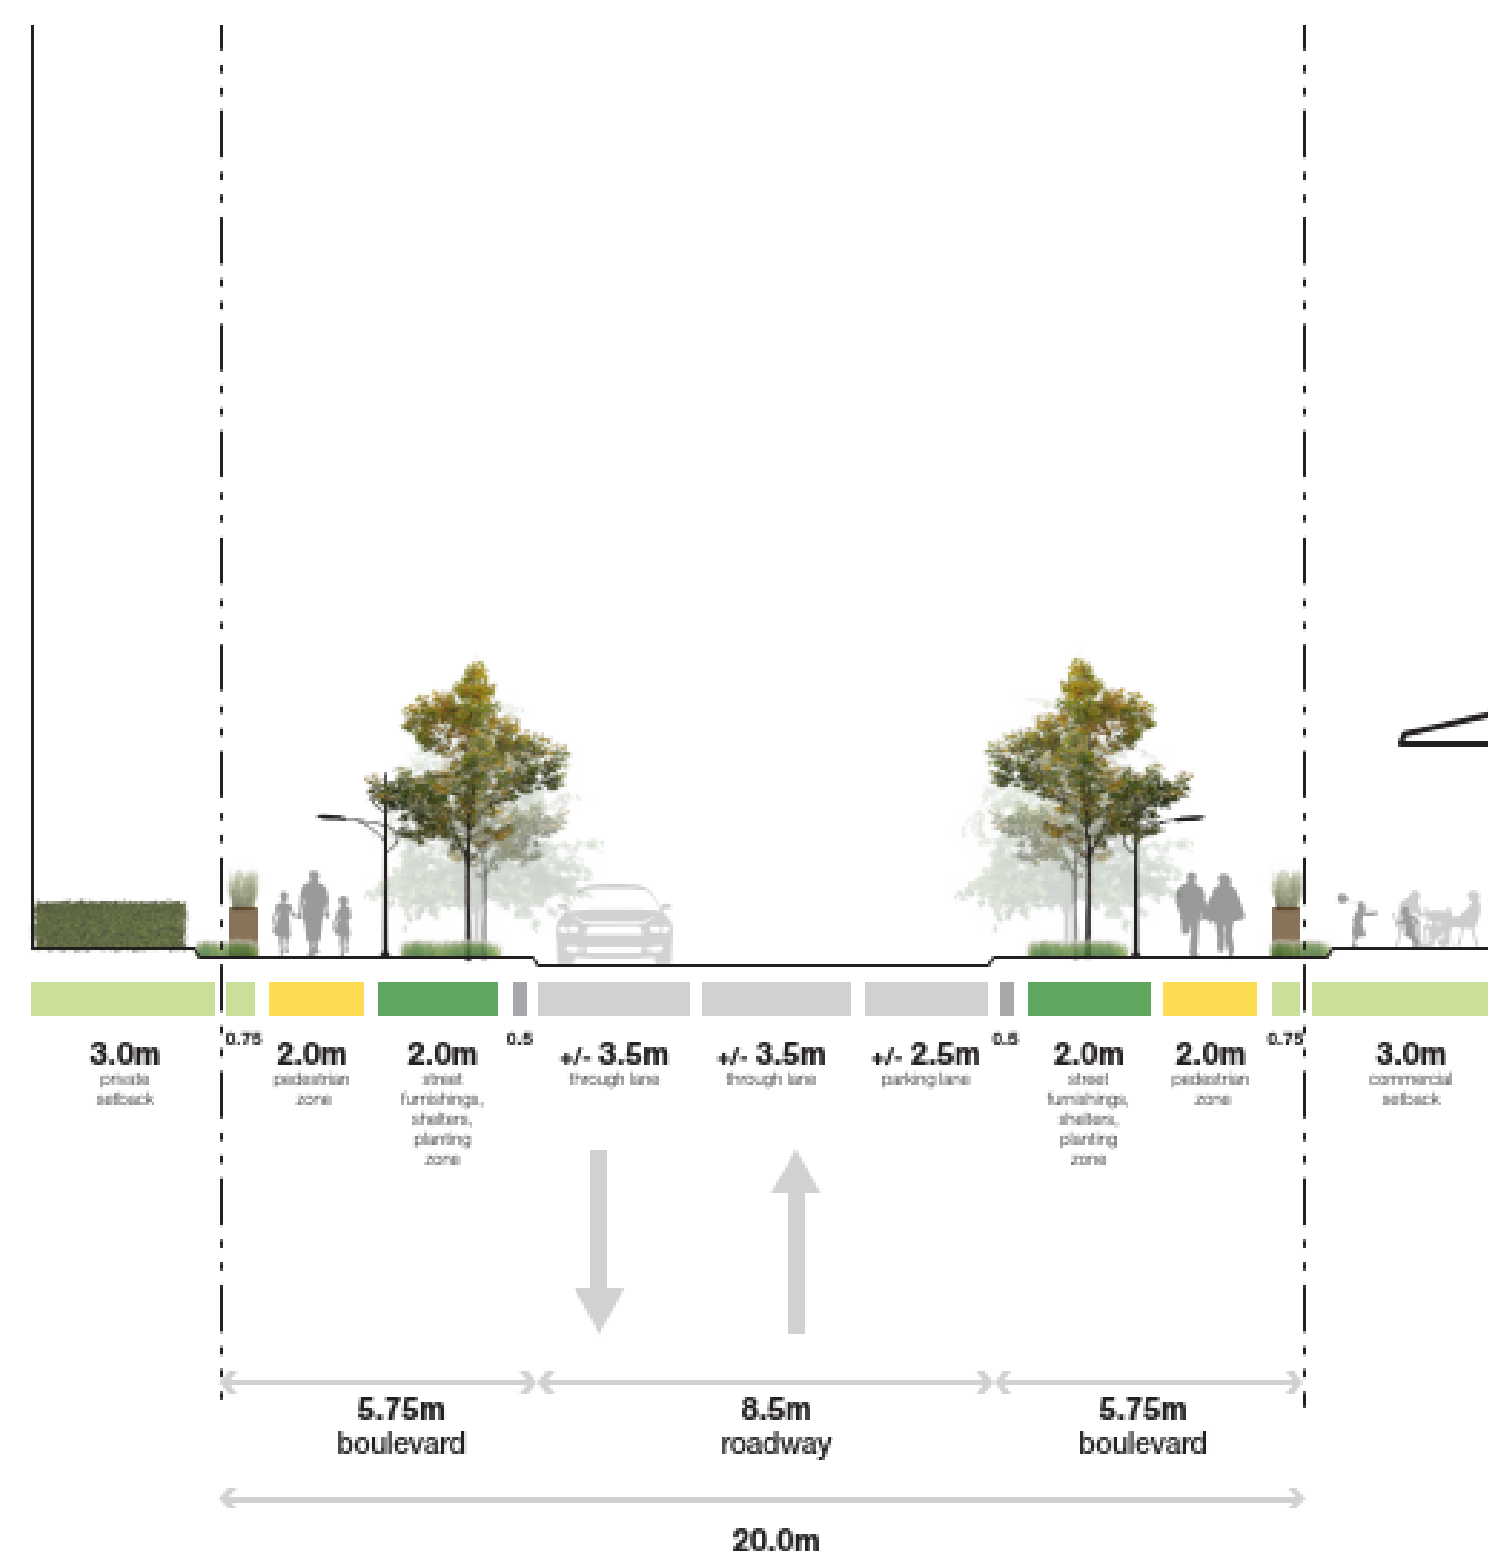 0.75
0.5
0.5
0.75
3.0m
2.0m
2.0m
+/- 3.5m
+/- 3.5m
+/- 2.5m
2.0m
2.0m
3.0m
private
setback
pedestrian
zone
street
furnishings,
shelters,
planting
zone
through lane
through lane
parking lane
street
furnishings,
shelters,
planting
zone
pedestrian
zone
commercial
setback
5.75m
boulevard
8.5m
roadway
5.75m
boulevard
20.0m